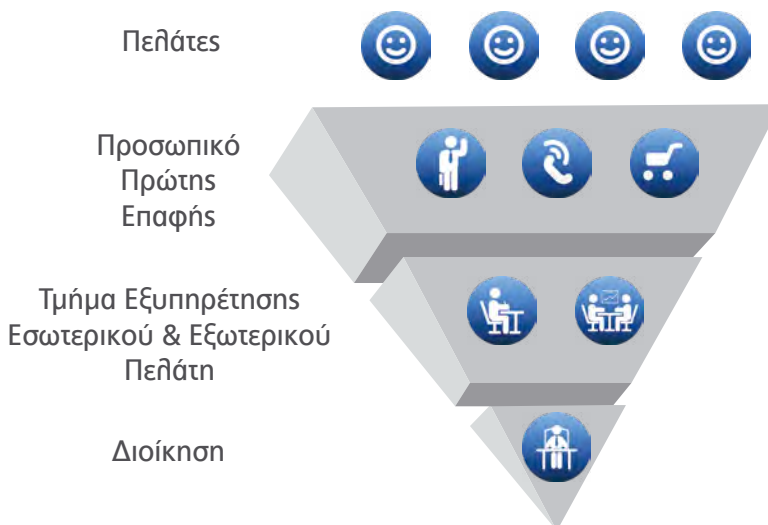 Πελάτες
Προσωπικό
Πρώτης
Επαφής
Τμήμα Εξυπηρέτησης
Εσωτερικού & Εξωτερικού
Πελάτη
Διοίκηση